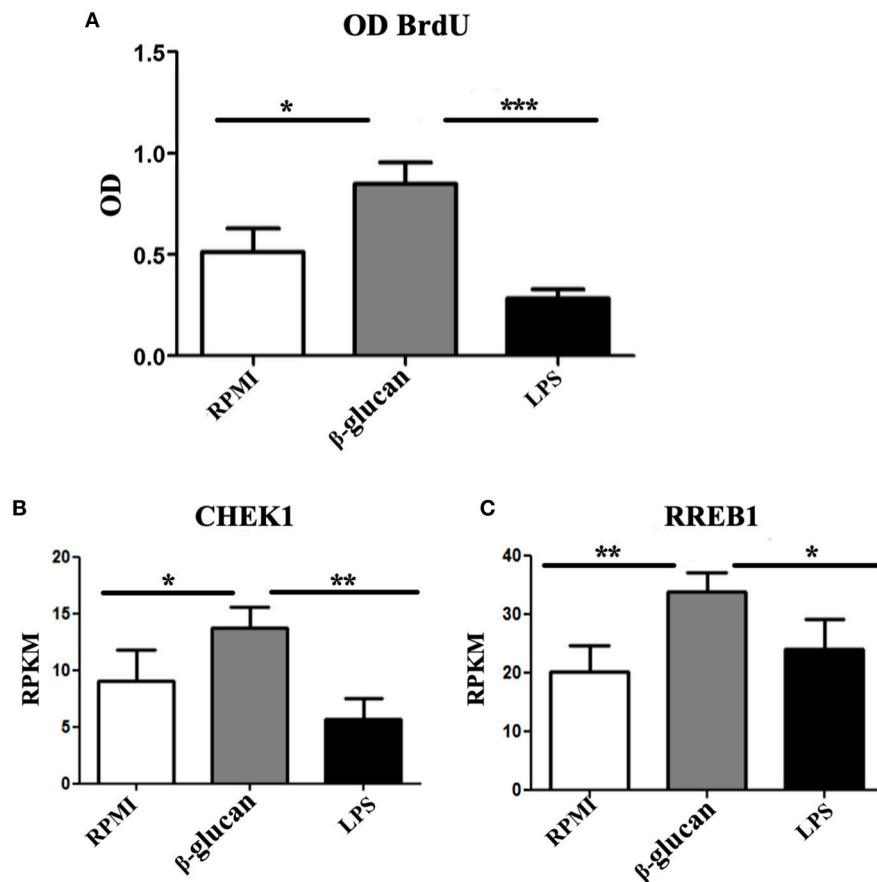 A
OD BrdU
OD
1.5
1.0
0.5
0.0
* ***
RPMI β-glucan LPS
B
CHEK1
RPKM
20
15
10
5
0
* **
RPMI β-glucan LPS
C
RREB1
RPKM
40
30
20
10
0
** *
RPMI β-glucan LPS